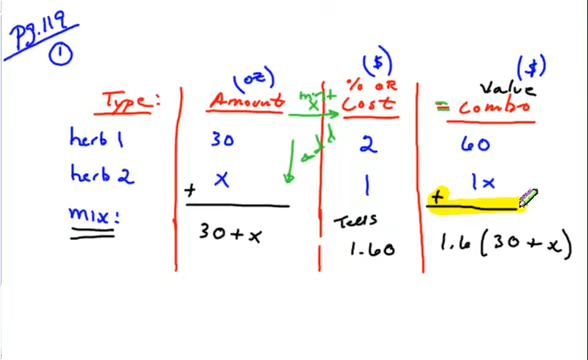 Pg.119
1
(oz) ($) ($)
Type: Amount % OR Cost Value = Combo
herb 1 30 2 60
herb 2 + x 1 + 1x
mix: 30+x Tells 1.60 1.6(30+x)